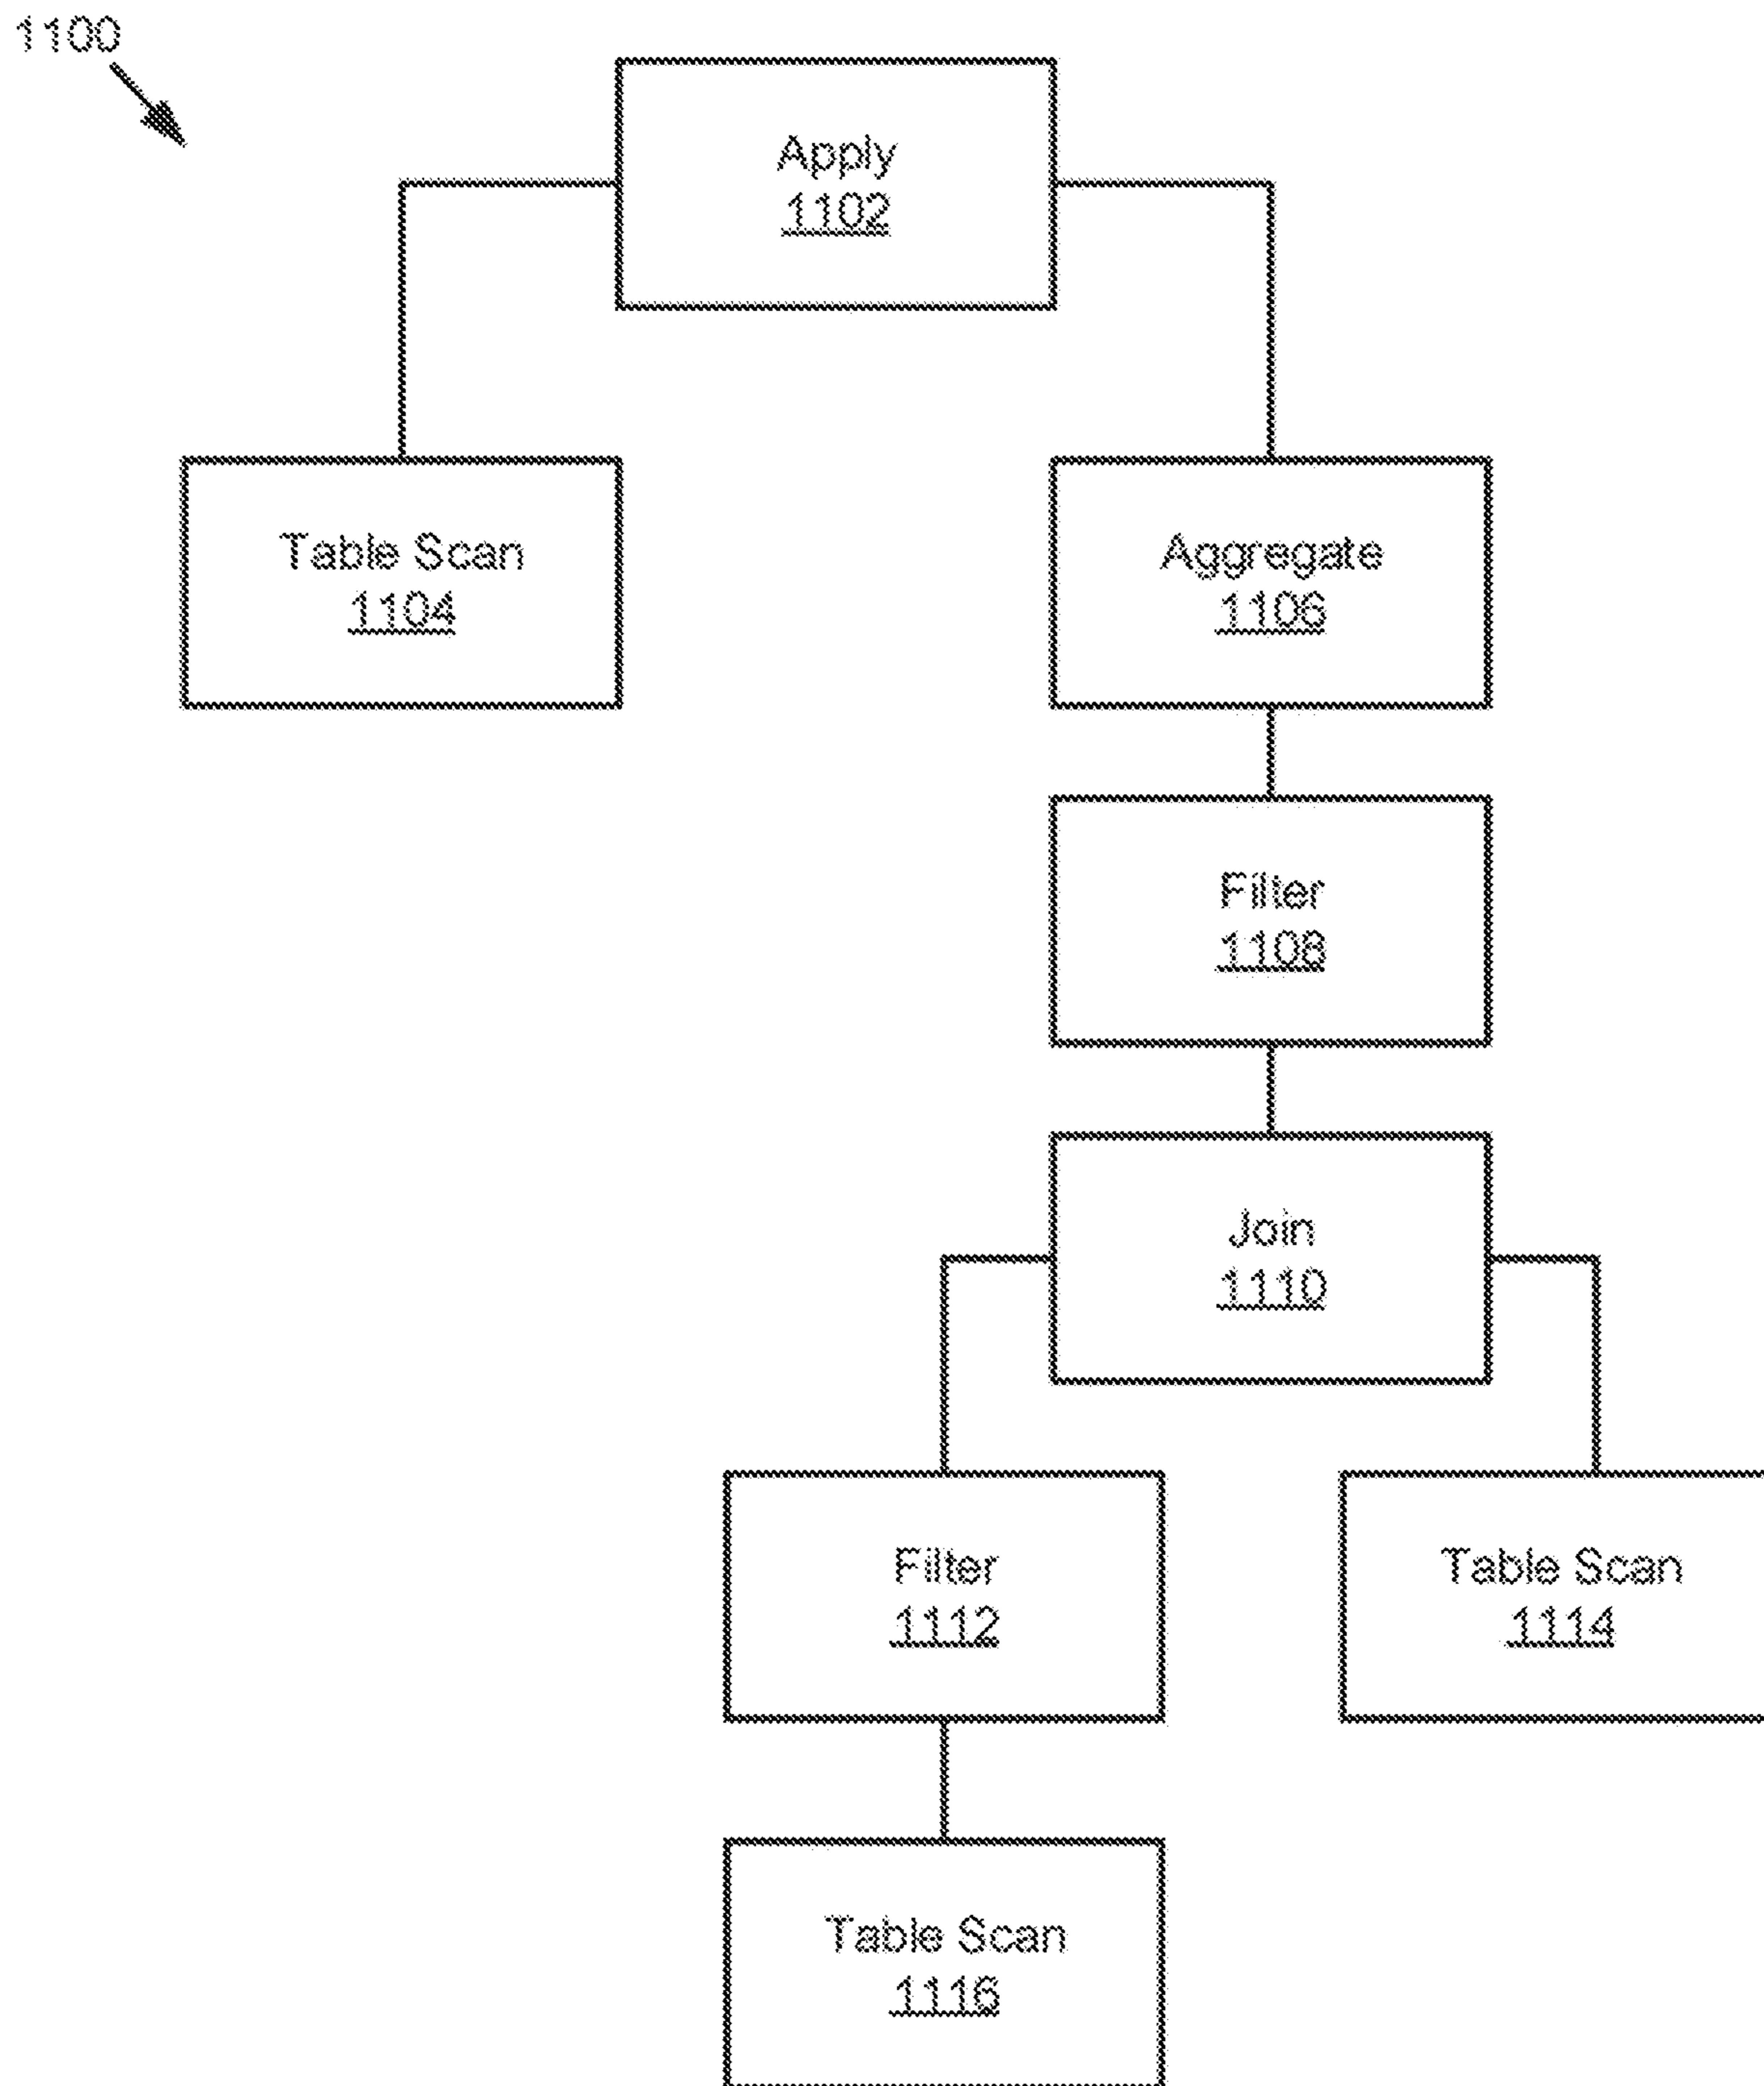 1100
Apply
1102
Table Scan
1104
Aggregate
1106
Filter
1108
Join
1110
Filter
1112
Table Scan
1114
Table Scan
1116